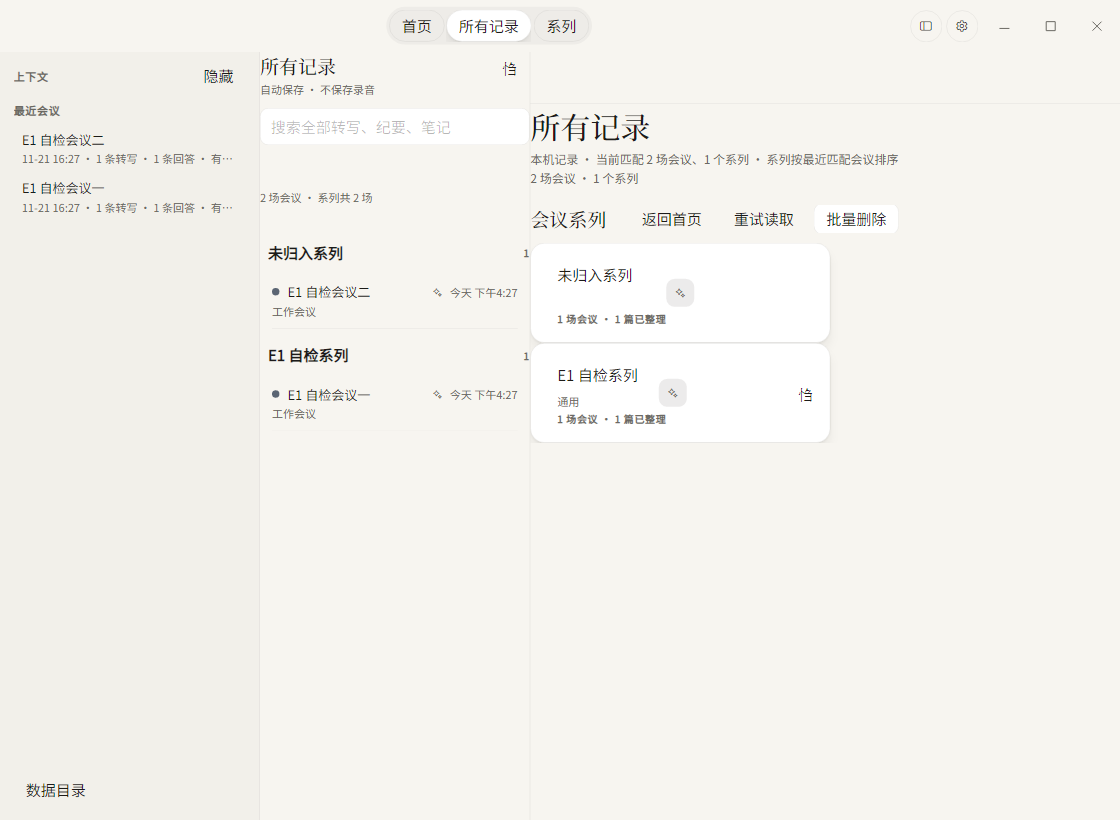 首页 所有记录 系列
上下文 隐藏
最近会议
E1 自检会议二
11-21 16:27 · 1 条转写 · 1 条回答 · 有…
E1 自检会议一
11-21 16:27 · 1 条转写 · 1 条回答 · 有…
数据目录
所有记录
自动保存 · 不保存录音
搜索全部转写、纪要、笔记
2 场会议 · 系列共 2 场
未归入系列 1
E1 自检会议二 今天 下午4:27
工作会议
E1 自检系列 1
E1 自检会议一 今天 下午4:27
工作会议
所有记录
本机记录 · 当前匹配 2 场会议、1 个系列 · 系列按最近匹配会议排序
2 场会议 · 1 个系列
会议系列 返回首页 重试读取 批量删除
未归入系列
1 场会议 · 1 篇已整理
E1 自检系列
通用
1 场会议 · 1 篇已整理